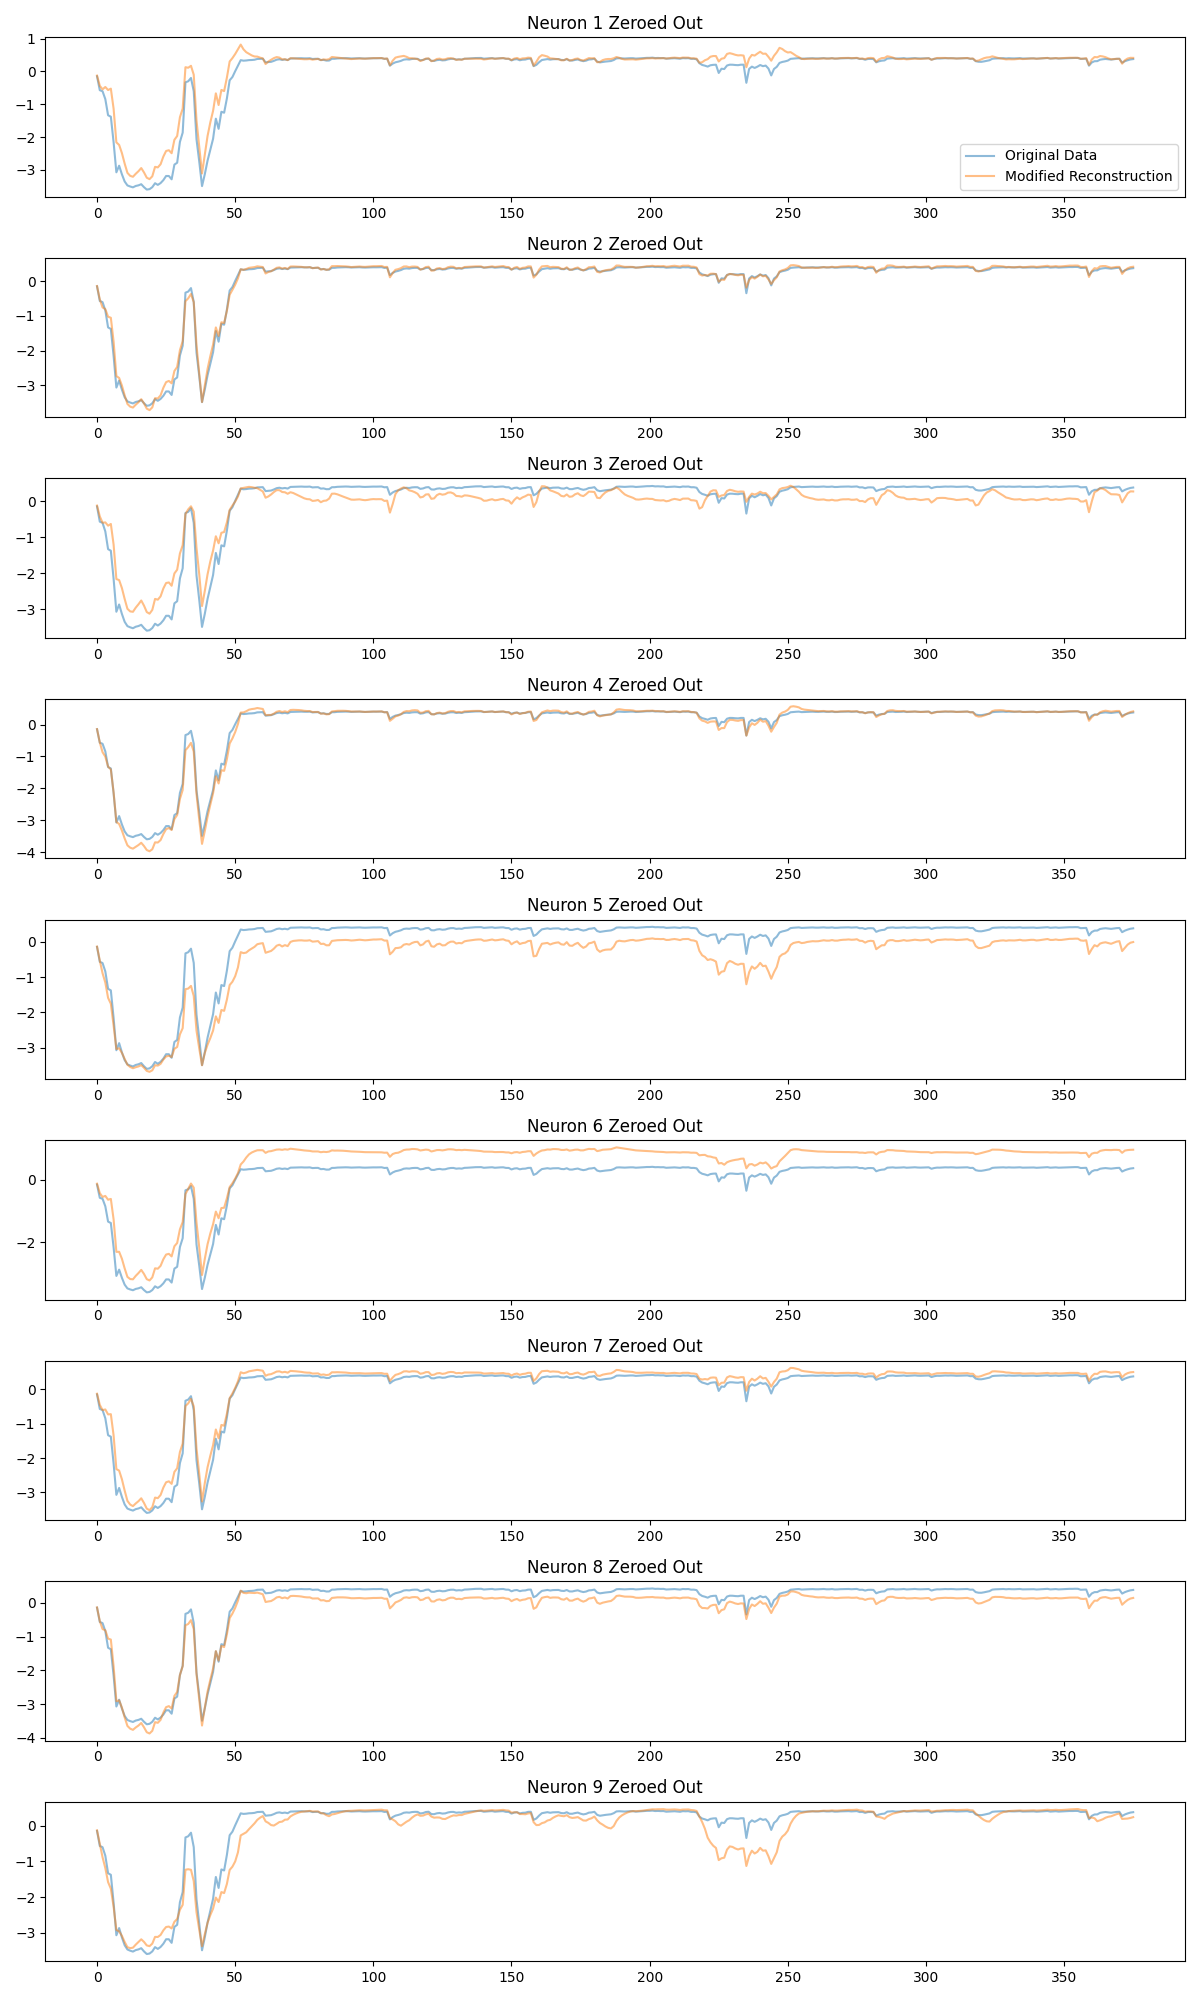 Neuron 1 Zeroed Out
1
0
−1
−2
−3
Original Data
Modified Reconstruction
0 50 100 150 200 250 300 350
Neuron 2 Zeroed Out
0
−1
−2
−3
0 50 100 150 200 250 300 350
Neuron 3 Zeroed Out
0
−1
−2
−3
0 50 100 150 200 250 300 350
Neuron 4 Zeroed Out
0
−1
−2
−3
−4
0 50 100 150 200 250 300 350
Neuron 5 Zeroed Out
0
−1
−2
−3
0 50 100 150 200 250 300 350
Neuron 6 Zeroed Out
0
−2
0 50 100 150 200 250 300 350
Neuron 7 Zeroed Out
0
−1
−2
−3
0 50 100 150 200 250 300 350
Neuron 8 Zeroed Out
0
−1
−2
−3
−4
0 50 100 150 200 250 300 350
Neuron 9 Zeroed Out
0
−1
−2
−3
0 50 100 150 200 250 300 350